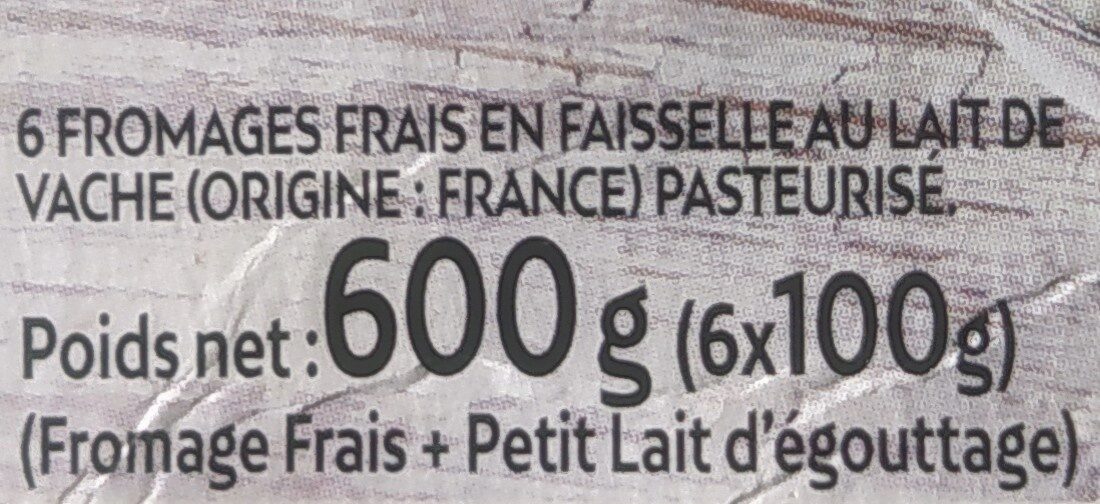 6 FROMAGES FRAIS EN FAISSELLE AU LAIT DE
VACHE (ORIGINE : FRANCE) PASTEURISÉ.
Poids net : 600 g (6x100g)
(Fromage Frais + Petit Lait d'égouttage)